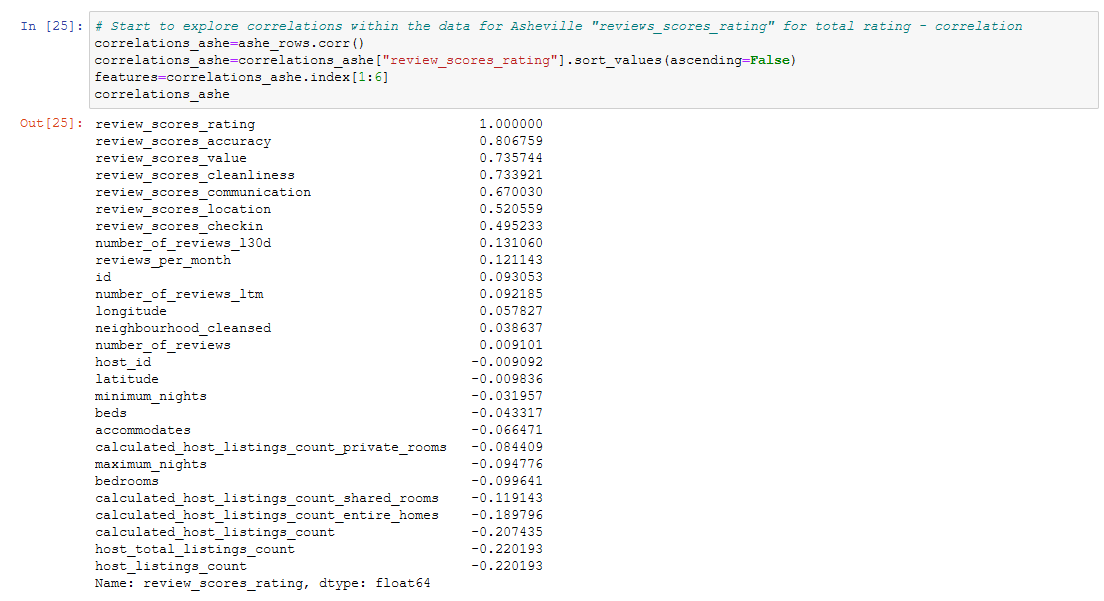 In [25]: # Start to explore correlations within the data for Asheville "reviews_scores_rating" for total rating - correlation
correlations_ashe=ashe_rows.corr()
correlations_ashe=correlations_ashe["review_scores_rating"].sort_values(ascending=False)
features=correlations_ashe.index[1:6]
correlations_ashe
Out[25]: review_scores_rating 1.000000
review_scores_accuracy 0.806759
review_scores_value 0.735744
review_scores_cleanliness 0.733921
review_scores_communication 0.670030
review_scores_location 0.520559
review_scores_checkin 0.495233
number_of_reviews_l30d 0.131060
reviews_per_month 0.121143
id 0.093053
number_of_reviews_ltm 0.092185
longitude 0.057827
neighbourhood_cleansed 0.038637
number_of_reviews 0.009101
host_id -0.009092
latitude -0.009836
minimum_nights -0.031957
beds -0.043317
accommodates -0.066471
calculated_host_listings_count_private_rooms -0.084409
maximum_nights -0.094776
bedrooms -0.099641
calculated_host_listings_count_shared_rooms -0.119143
calculated_host_listings_count_entire_homes -0.189796
calculated_host_listings_count -0.207435
host_total_listings_count -0.220193
host_listings_count -0.220193
Name: review_scores_rating, dtype: float64